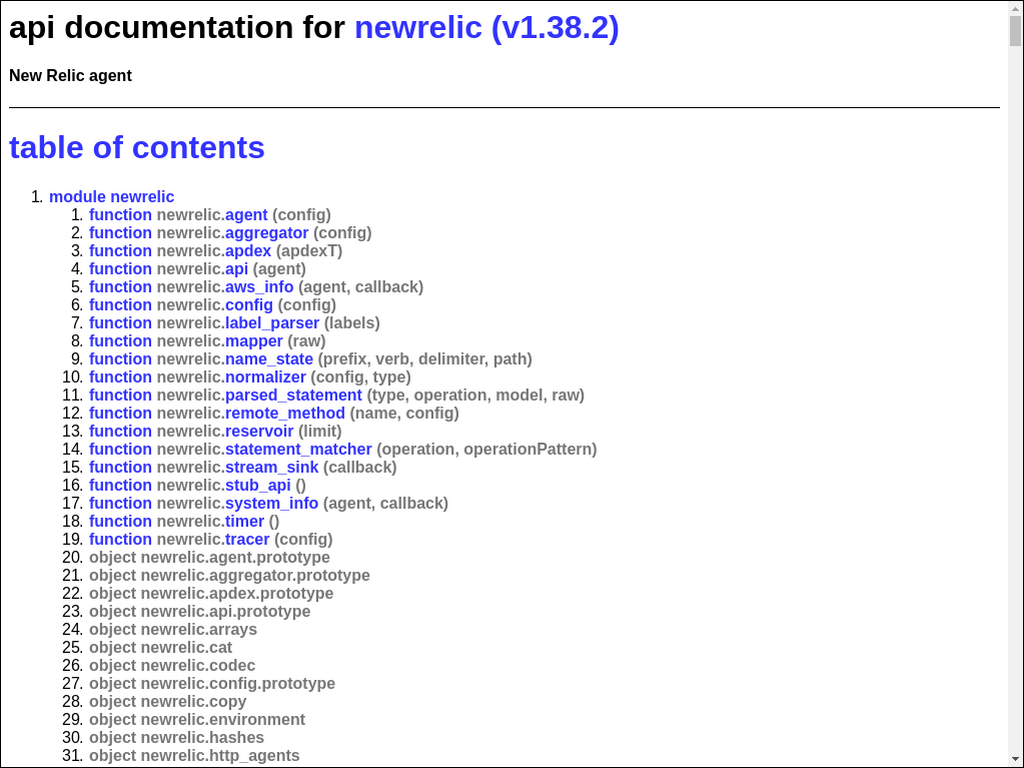 api documentation for newrelic (v1.38.2)
New Relic agent
table of contents
1. module newrelic
1. function newrelic.agent (config)
2. function newrelic.aggregator (config)
3. function newrelic.apdex (apdexT)
4. function newrelic.api (agent)
5. function newrelic.aws_info (agent, callback)
6. function newrelic.config (config)
7. function newrelic.label_parser (labels)
8. function newrelic.mapper (raw)
9. function newrelic.name_state (prefix, verb, delimiter, path)
10. function newrelic.normalizer (config, type)
11. function newrelic.parsed_statement (type, operation, model, raw)
12. function newrelic.remote_method (name, config)
13. function newrelic.reservoir (limit)
14. function newrelic.statement_matcher (operation, operationPattern)
15. function newrelic.stream_sink (callback)
16. function newrelic.stub_api ()
17. function newrelic.system_info (agent, callback)
18. function newrelic.timer ()
19. function newrelic.tracer (config)
20. object newrelic.agent.prototype
21. object newrelic.aggregator.prototype
22. object newrelic.apdex.prototype
23. object newrelic.api.prototype
24. object newrelic.arrays
25. object newrelic.cat
26. object newrelic.codec
27. object newrelic.config.prototype
28. object newrelic.copy
29. object newrelic.environment
30. object newrelic.hashes
31. object newrelic.http_agents